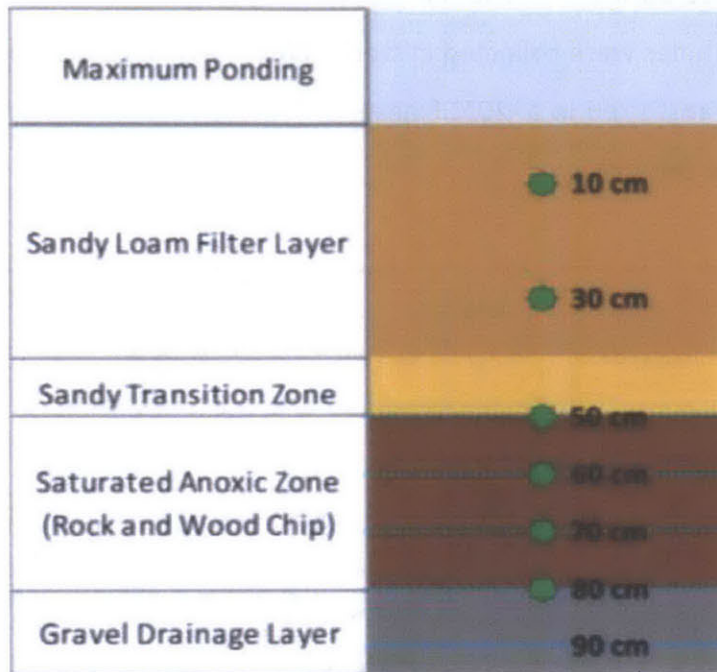 Maximum Ponding
10 cm
Sandy Loam Filter Layer
30 cm
Sandy Transition Zone
50 cm
60 cm
Saturated Anoxic Zone
(Rock and Wood Chip)
70 cm
80 cm
Gravel Drainage Layer
90 cm